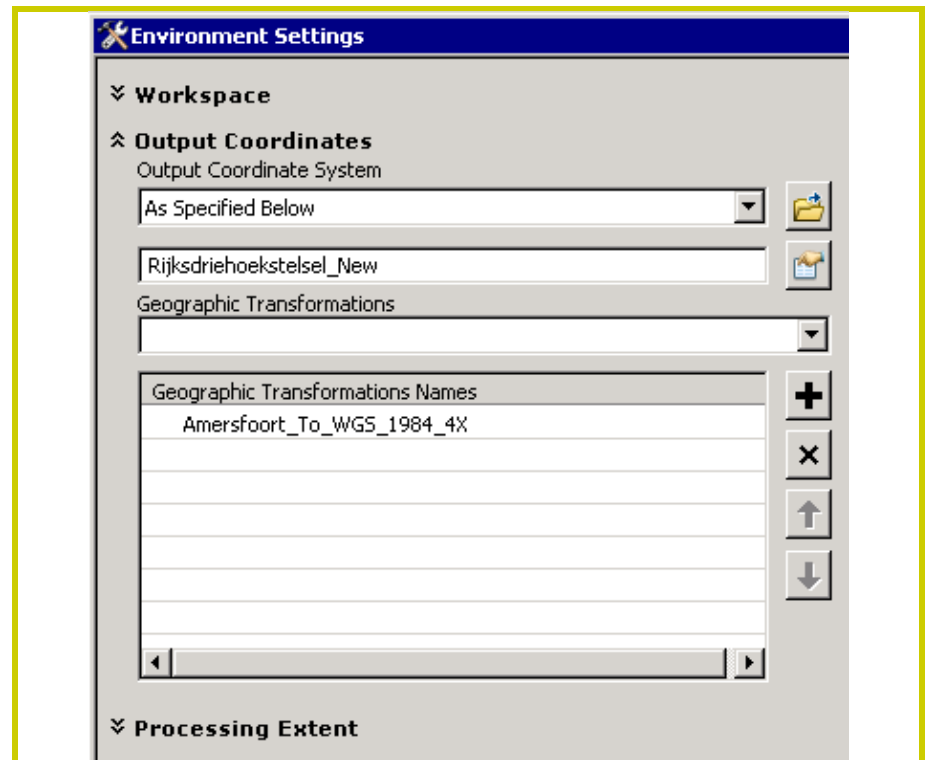 Environment Settings
Workspace
Output Coordinates
Output Coordinate System
As Specified Below
Rijksdriehoekstelsel_New
Geographic Transformations
Geographic Transformations Names
Amersfoort_To_WGS_1984_4X
Processing Extent